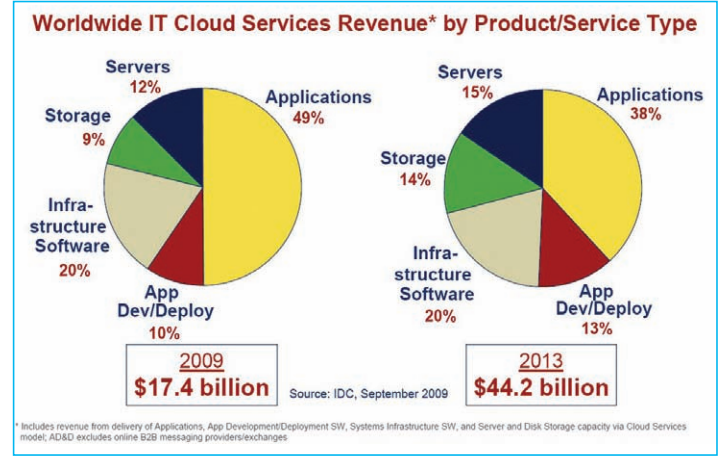 Worldwide IT Cloud Services Revenue* by Product/Service Type
Servers
12%
Storage
9%
Infra-
structure
Software
20%
App
Dev/Deploy
10%
Applications
49%
Servers
15%
Storage
14%
Infra-
structure
Software
20%
App
Dev/Deploy
13%
Applications
38%
2009
$17.4 billion
Source: IDC, September 2009
2013
$44.2 billion
* Includes revenue from delivery of Applications, App Development/Deployment SW, Systems Infrastructure SW, and Server and Disk Storage capacity via Cloud Services
model; AD&D excludes online B2B messaging providers/exchanges